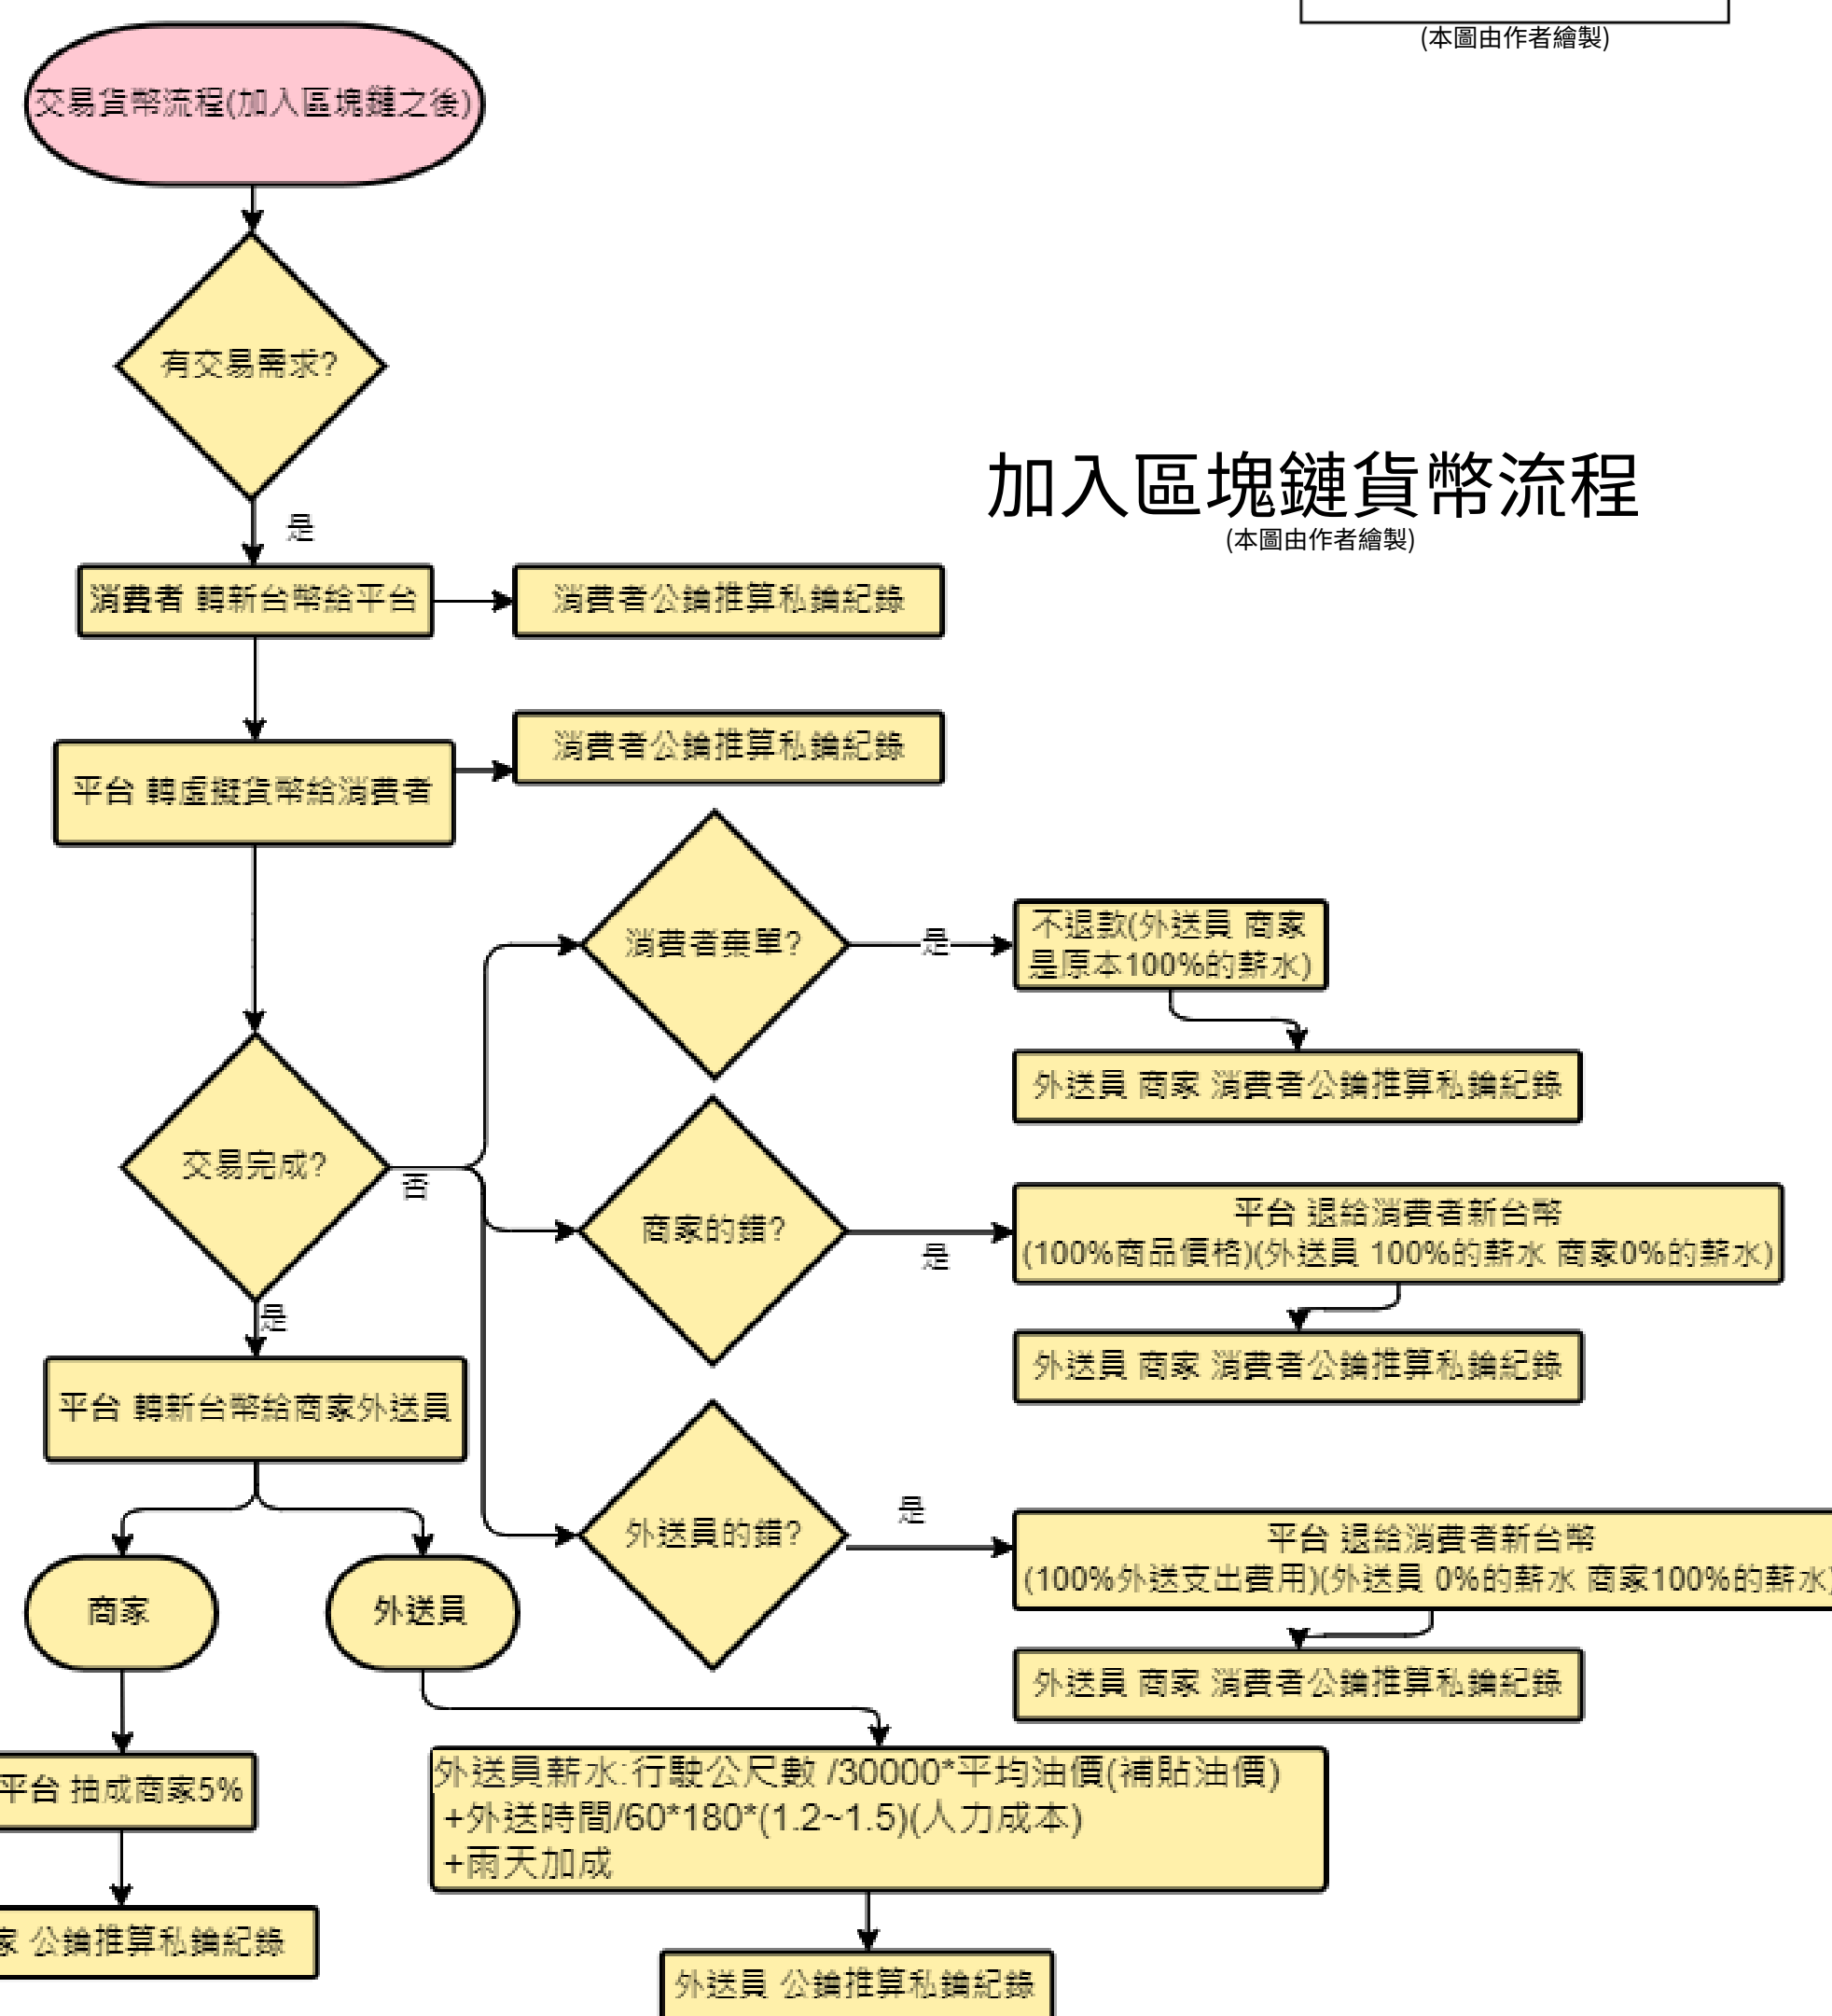 (本圖由作者繪製)
交易貨幣流程(加入區塊鏈之後)
有交易需求?
加入區塊鏈貨幣流程
(本圖由作者繪製)
是
消費者 轉新台幣給平台
消費者公鑰推算私鑰紀錄
消費者公鑰推算私鑰紀錄
平台 轉虛擬貨幣給消費者
消費者棄單?
是
不退款(外送員 商家
是原本100%的薪水)
外送員 商家 消費者公鑰推算私鑰紀錄
交易完成?
否
商家的錯?
是
平台 退給消費者新台幣
(100%商品價格)(外送員 100%的薪水 商家0%的薪水)
外送員 商家 消費者公鑰推算私鑰紀錄
是
平台 轉新台幣給商家外送員
外送員的錯?
是
平台 退給消費者新台幣
(100%外送支出費用)(外送員 0%的薪水 商家100%的薪水)
外送員 商家 消費者公鑰推算私鑰紀錄
商家
外送員
平台 抽成商家5%
外送員薪水:行駛公尺數 /30000*平均油價(補貼油價)
+外送時間/60*180*(1.2~1.5)(人力成本)
+雨天加成
家 公鑰推算私鑰紀錄
外送員 公鑰推算私鑰紀錄